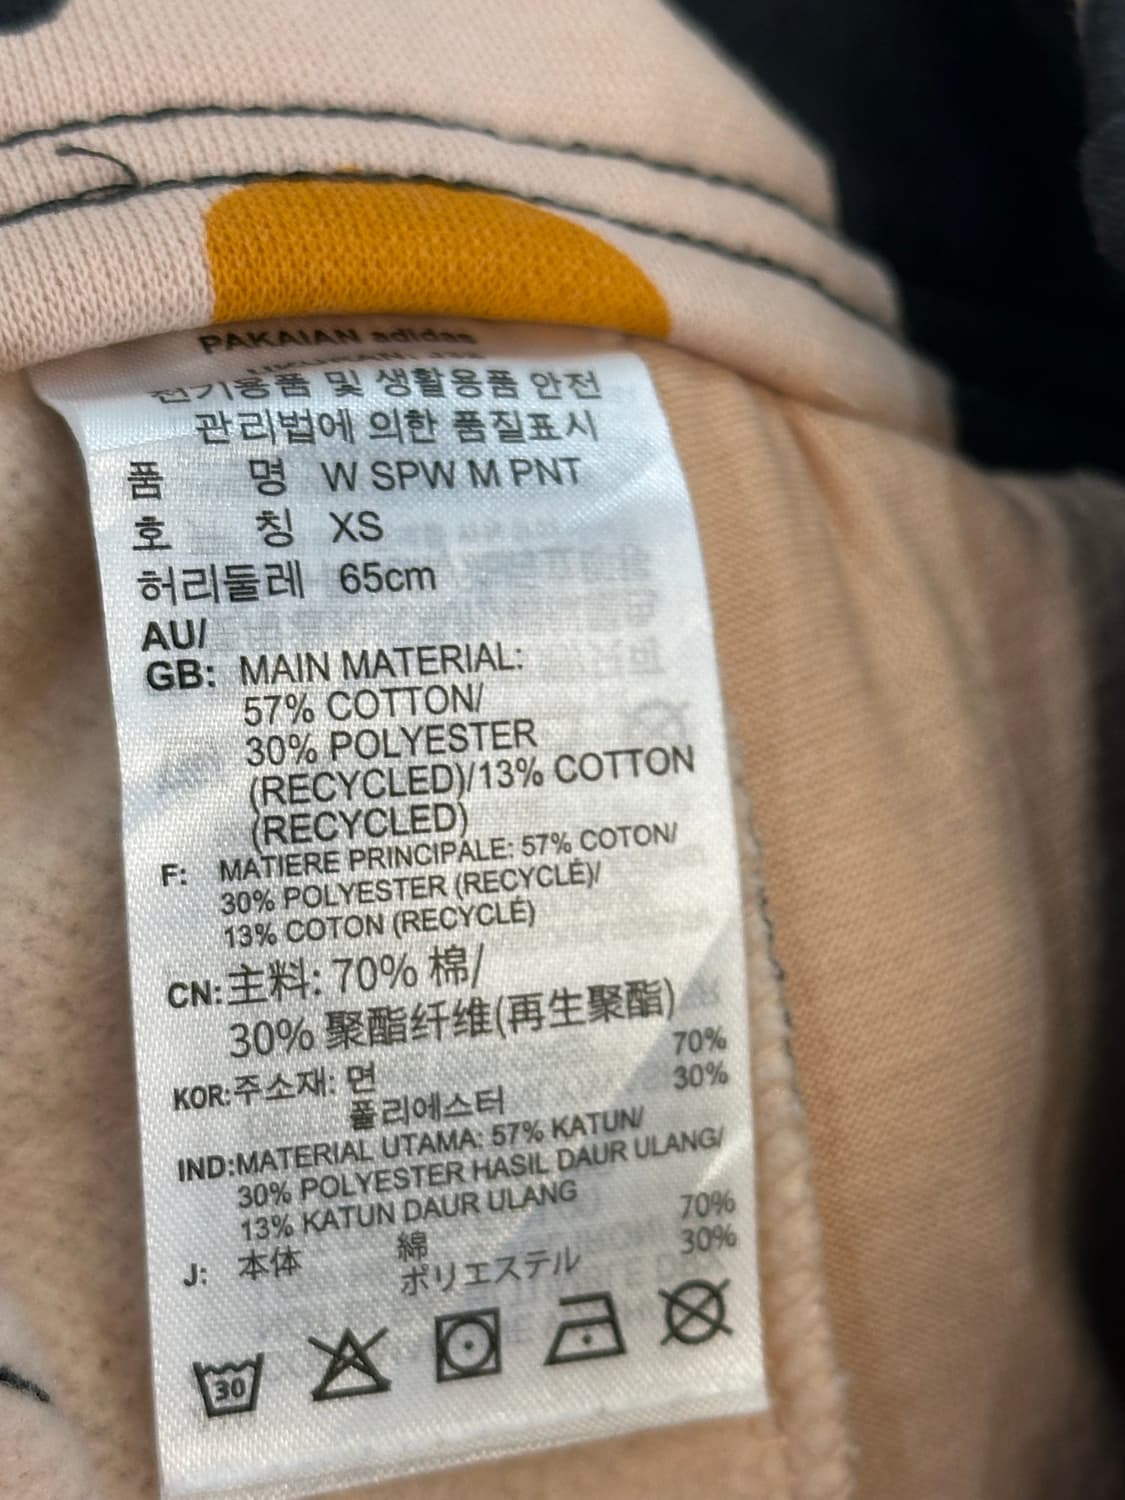 PAKAIAN adidas
전기용품 및 생활용품 안전
관리법에 의한 품질표시
품 명 W SPW M PNT
호 칭 XS
허리둘레 65cm
AU/
GB: MAIN MATERIAL:
57% COTTON/
30% POLYESTER
(RECYCLED)/13% COTTON
(RECYCLED)
F: MATIERE PRINCIPALE: 57% COTON/
30% POLYESTER (RECYCLÉ)/
13% COTON (RECYCLÉ)
CN: 主料: 70% 棉/
30% 聚酯纤维(再生聚酯)
KOR: 주소재: 면 70%
폴리에스터 30%
IND: MATERIAL UTAMA: 57% KATUN/
30% POLYESTER HASIL DAUR ULANG/
13% KATUN DAUR ULANG
J: 本体 綿 70%
ポリエステル 30%
30